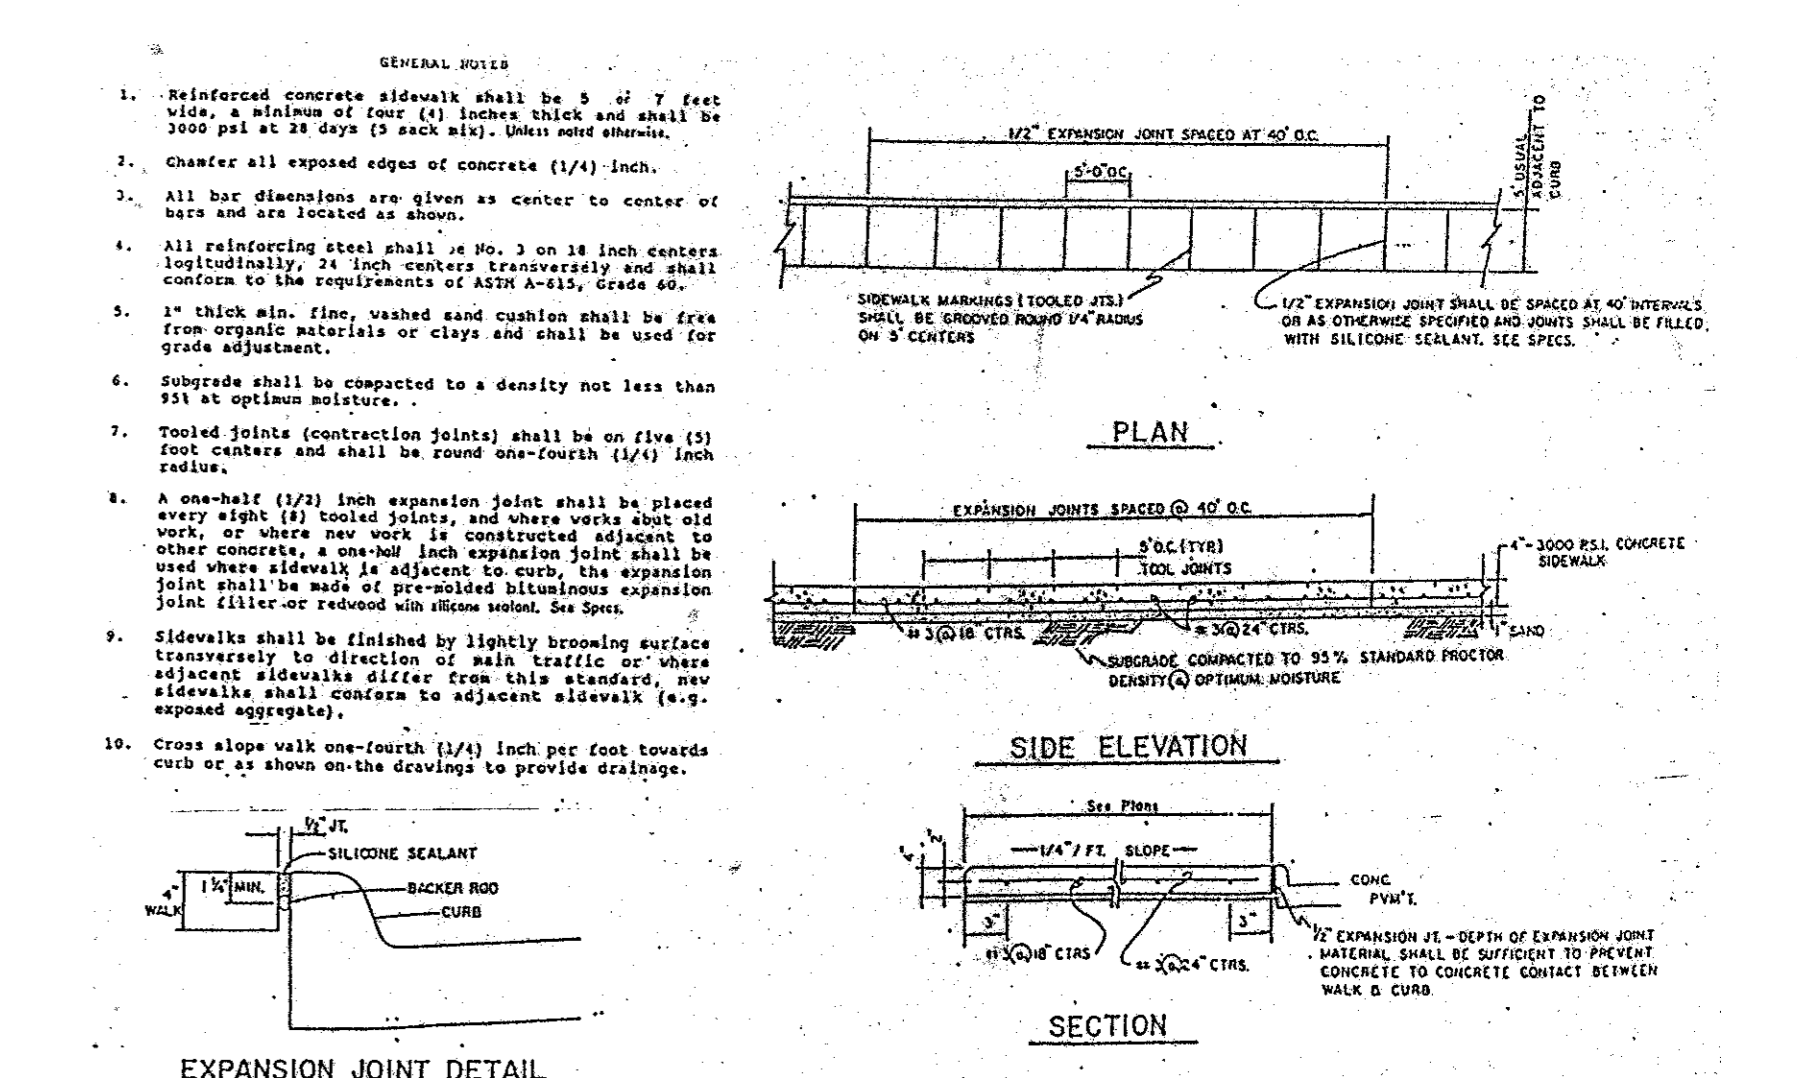 GENERAL NOTES
1. Reinforced concrete sidewalk shall be 5 or 7 feet
wide, a minimum of four (4) inches thick and shall be
3000 psi at 28 days (5 sack mix). Unless noted otherwise.
2. Chamfer all exposed edges of concrete (1/4) inch.
3. All bar dimensions are given as center to center of
bars and are located as shown.
4. All reinforcing steel shall be No. 3 on 18 inch centers
logitudinally, 24 inch centers transversely and shall
conform to the requirements of ASTM A-615, Grade 60.
5. 1" thick min. fine, washed sand cushion shall be free
from organic materials or clays and shall be used for
grade adjustment.
6. Subgrade shall be compacted to a density not less than
95% at optimum moisture.
7. Tooled joints (contraction joints) shall be on five (5)
foot centers and shall be round one-fourth (1/4) inch
radius.
8. A one-half (1/2) inch expansion joint shall be placed
every eight (8) tooled joints, and where works abut old
work, or where new work is constructed adjacent to
other concrete, a one-half inch expansion joint shall be
used where sidewalk is adjacent to curb, the expansion
joint shall be made of pre-molded bituminous expansion
joint filler or redwood with silicone sealant. See Specs.
9. Sidewalks shall be finished by lightly brooming surface
transversely to direction of main traffic or where
adjacent sidewalks differ from this standard, new
sidewalks shall conform to adjacent sidewalk (e.g.
exposed aggregate).
10. Cross slope walk one-fourth (1/4) inch per foot towards
curb or as shown on the drawings to provide drainage.
1/2" JT.
SILICONE SEALANT
1 1/4" MIN.
BACKER ROD
4"
WALK
CURB
EXPANSION JOINT DETAIL
1/2" EXPANSION JOINT SPACED AT 40' O.C.
5'-0" O.C.
5' USUAL
ADJACENT TO
CURB
SIDEWALK MARKINGS (TOOLED JTS.)
SHALL BE GROOVED ROUND 1/4" RADIUS
ON 5' CENTERS
1/2" EXPANSION JOINT SHALL BE SPACED AT 40' INTERVALS
OR AS OTHERWISE SPECIFIED AND JOINTS SHALL BE FILLED,
WITH SILICONE SEALANT. SEE SPECS.
PLAN
EXPANSION JOINTS SPACED @ 40' O.C.
5' O.C. (TYP)
TOOL JOINTS
4" - 3000 P.S.I. CONCRETE
SIDEWALK
# 3 @ 18" CTRS.
# 3 @ 24" CTRS.
1" SAND
SUBGRADE COMPACTED TO 95% STANDARD PROCTOR
DENSITY @ OPTIMUM MOISTURE
SIDE ELEVATION
See Plans
4"
1/4" / FT. SLOPE
CONC.
PVM'T.
3"
3"
# 3 @ 18" CTRS
# 3 @ 24" CTRS.
1/2" EXPANSION JT. - DEPTH OF EXPANSION JOINT
MATERIAL SHALL BE SUFFICIENT TO PREVENT
CONCRETE TO CONCRETE CONTACT BETWEEN
WALK & CURB
SECTION